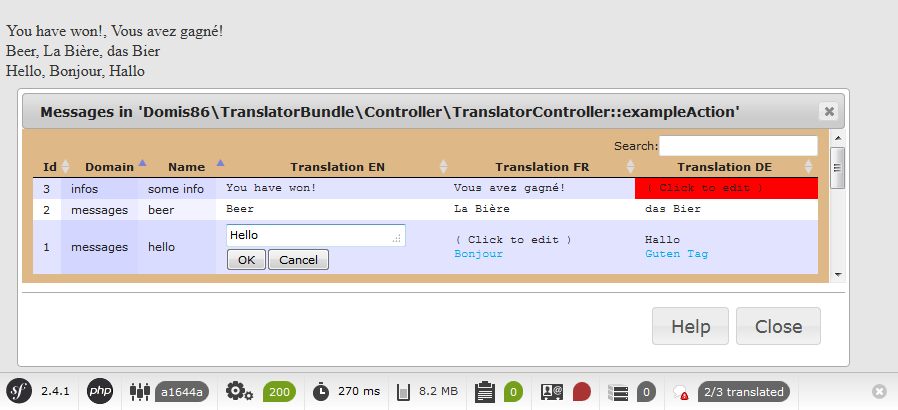 You have won!, Vous avez gagné!
Beer, La Bière, das Bier
Hello, Bonjour, Hallo
Messages in 'Domis86\TranslatorBundle\Controller\TranslatorController::exampleAction'
Search:
Id Domain Name Translation EN Translation FR Translation DE
3 infos some info You have won! Vous avez gagné! ( Click to edit )
2 messages beer Beer La Bière das Bier
1 messages hello Hello ( Click to edit ) Hallo
OK Cancel Bonjour Guten Tag
Help Close
sf 2.4.1 php a1644a 200 270 ms 8.2 MB 0 0 2/3 translated